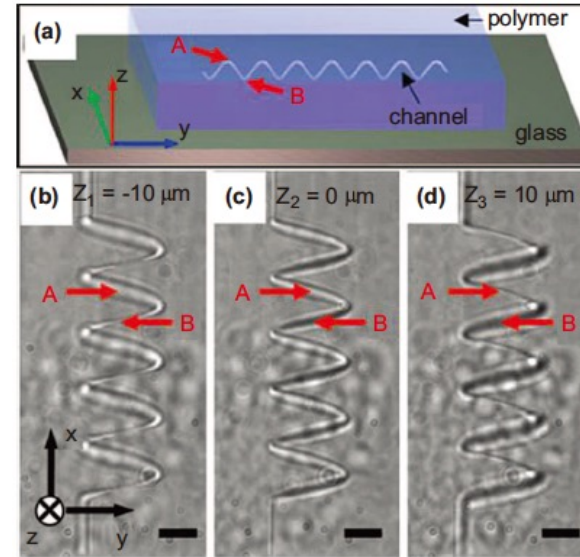 (a)
polymer
A
B
z
x
y
channel
glass
(b) Z₁ = -10 μm
(c) Z₂ = 0 μm
(d) Z₃ = 10 μm
A
B
A
B
A
B
x
z
y